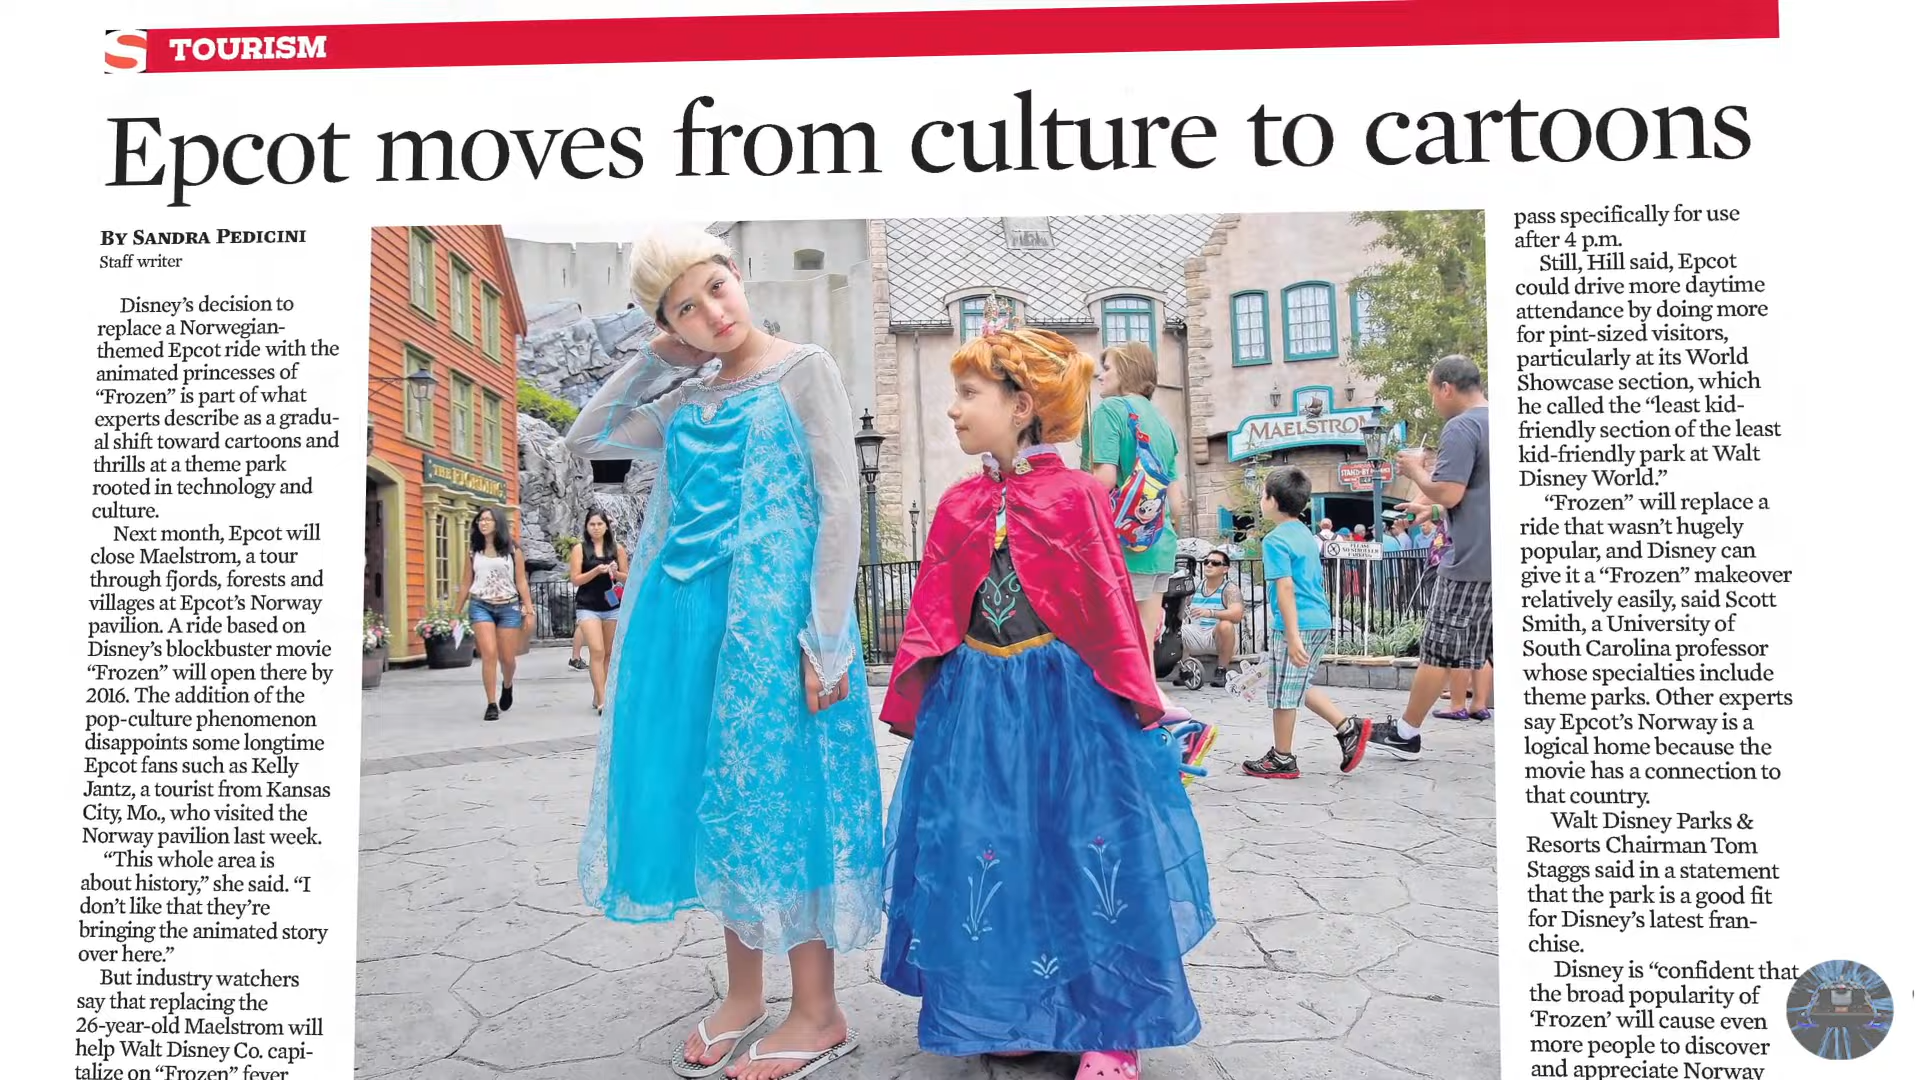 S TOURISM
Epcot moves from culture to cartoons
BY SANDRA PEDICINI
Staff writer
Disney's decision to
replace a Norwegian-
themed Epcot ride with the
animated princesses of
"Frozen" is part of what
experts describe as a gradu-
al shift toward cartoons and
thrills at a theme park
rooted in technology and
culture.
Next month, Epcot will
close Maelstrom, a tour
through fjords, forests and
villages at Epcot's Norway
pavilion. A ride based on
Disney's blockbuster movie
"Frozen" will open there by
2016. The addition of the
pop-culture phenomenon
disappoints some longtime
Epcot fans such as Kelly
Jantz, a tourist from Kansas
City, Mo., who visited the
Norway pavilion last week.
"This whole area is
about history," she said. "I
don't like that they're
bringing the animated story
over here."
But industry watchers
say that replacing the
26-year-old Maelstrom will
help Walt Disney Co. capi-
talize on "Frozen" fever
MAELSTROM
STAND-BY
pass specifically for use
after 4 p.m.
Still, Hill said, Epcot
could drive more daytime
attendance by doing more
for pint-sized visitors,
particularly at its World
Showcase section, which
he called the "least kid-
friendly section of the least
kid-friendly park at Walt
Disney World."
"Frozen" will replace a
ride that wasn't hugely
popular, and Disney can
give it a "Frozen" makeover
relatively easily, said Scott
Smith, a University of
South Carolina professor
whose specialties include
theme parks. Other experts
say Epcot's Norway is a
logical home because the
movie has a connection to
that country.
Walt Disney Parks &
Resorts Chairman Tom
Staggs said in a statement
that the park is a good fit
for Disney's latest fran-
chise.
Disney is "confident that
the broad popularity of
'Frozen' will cause even
more people to discover
and appreciate Norway